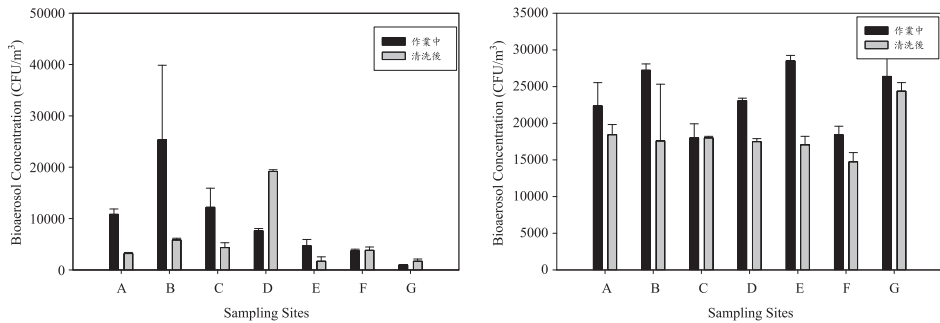 50000
40000
30000
20000
10000
0
Bioaerosol Concentration (CFU/m³)
作業中
清洗後
A B C D E F G
Sampling Sites
35000
30000
25000
20000
15000
10000
5000
0
Bioaerosol Concentration (CFU/m³)
作業中
清洗後
A B C D E F G
Sampling Sites